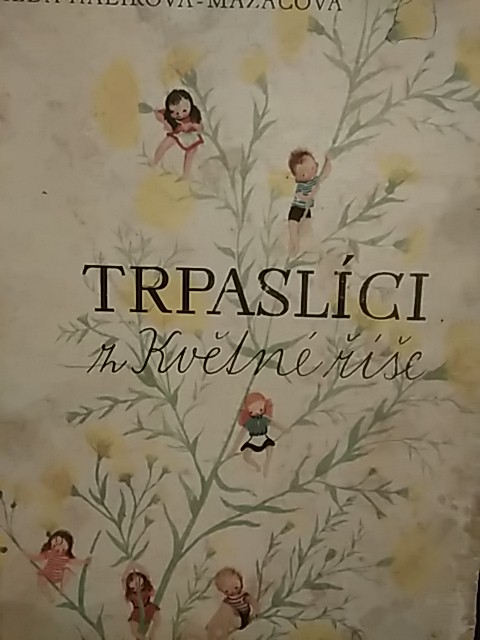 HALÍKOVÁ-MAZAČOVÁ
TRPASLÍCI
z Květné říše